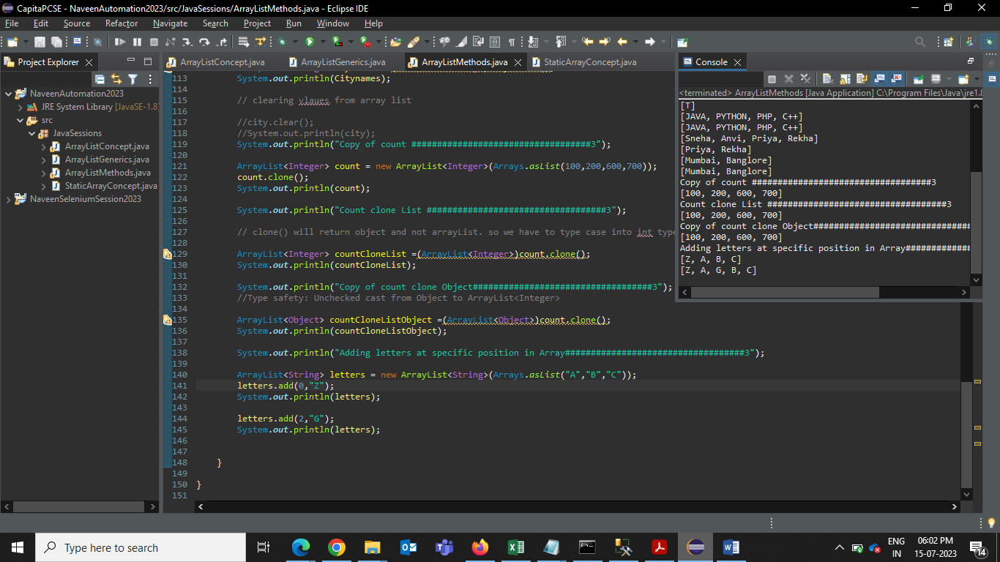 CapitaPCSE - NaveenAutomation2023/src/JavaSessions/ArrayListMethods.java - Eclipse IDE
File Edit Source Refactor Navigate Search Project Run Window Help
Project Explorer
NaveenAutomation2023
JRE System Library [JavaSE-1.8]
src
JavaSessions
ArrayListConcept.java
ArrayListGenerics.java
ArrayListMethods.java
StaticArrayConcept.java
NaveenSeleniumSession2023
ArrayListConcept.java ArrayListGenerics.java ArrayListMethods.java StaticArrayConcept.java
113 System.out.println(Citynames);
114
115 // clearing vlaues from array list
116
117 //city.clear();
118 //System.out.println(city);
119 System.out.println("Copy of count ###################################3");
120
121 ArrayList<Integer> count = new ArrayList<Integer>(Arrays.asList(100,200,600,700));
122 count.clone();
123 System.out.println(count);
124
125 System.out.println("Count clone List ###################################3");
126
127 // clone() will return object and not arrayList. so we have to type case into int type
128
129 ArrayList<Integer> countCloneList =(ArrayList<Integer>)count.clone();
130 System.out.println(countCloneList);
131
132 System.out.println("Copy of count clone Object###################################3");
133 //Type safety: Unchecked cast from Object to ArrayList<Integer>
134
135 ArrayList<Object> countCloneListObject =(ArrayList<Object>)count.clone();
136 System.out.println(countCloneListObject);
137
138 System.out.println("Adding letters at specific position in Array###################################3");
139
140 ArrayList<String> letters = new ArrayList<String>(Arrays.asList("A","B","C"));
141 letters.add(0,"Z");
142 System.out.println(letters);
143
144 letters.add(2,"G");
145 System.out.println(letters);
146
147
148 }
149
150 }
151
Console
<terminated> ArrayListMethods [Java Application] C:\Program Files\Java\jre1.8
[T]
[JAVA, PYTHON, PHP, C++]
[JAVA, PYTHON, PHP, C++]
[Sneha, Anvi, Priya, Rekha]
[Priya, Rekha]
[Mumbai, Banglore]
[Mumbai, Banglore]
Copy of count ###################################3
[100, 200, 600, 700]
Count clone List ###################################3
[100, 200, 600, 700]
Copy of count clone Object###############################
[100, 200, 600, 700]
Adding letters at specific position in Array#############
[Z, A, B, C]
[Z, A, G, B, C]
Type here to search
ENG
IN
06:02 PM
15-07-2023
14